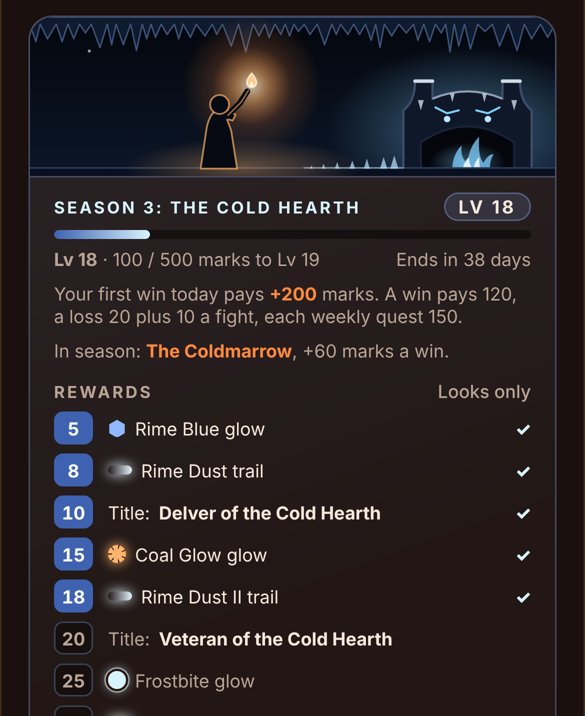 SEASON 3: THE COLD HEARTH LV 18
Lv 18 · 100 / 500 marks to Lv 19 Ends in 38 days
Your first win today pays +200 marks. A win pays 120,
a loss 20 plus 10 a fight, each weekly quest 150.
In season: The Coldmarrow, +60 marks a win.
REWARDS Looks only
5 Rime Blue glow ✓
8 Rime Dust trail ✓
10 Title: Delver of the Cold Hearth ✓
15 Coal Glow glow ✓
18 Rime Dust II trail ✓
20 Title: Veteran of the Cold Hearth
25 Frostbite glow